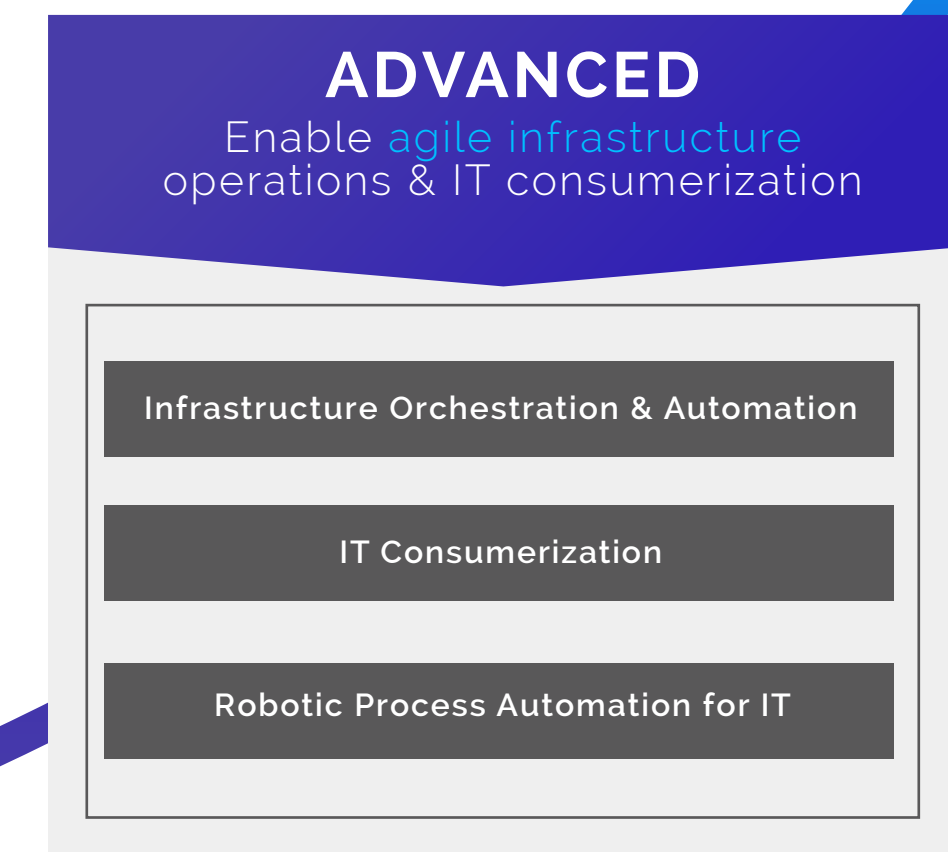 ADVANCED
Enable agile infrastructure
operations & IT consumerization
Infrastructure Orchestration & Automation
IT Consumerization
Robotic Process Automation for IT